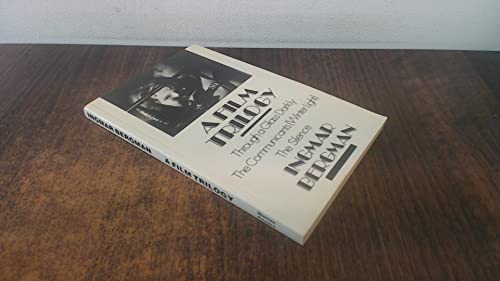 A FILM
TRILOGY
Through a Glass Darkly
The Communicants (Winter Light)
The Silence
INGMAR
BERGMAN
INGMAR BERGMAN A FILM TRILOGY